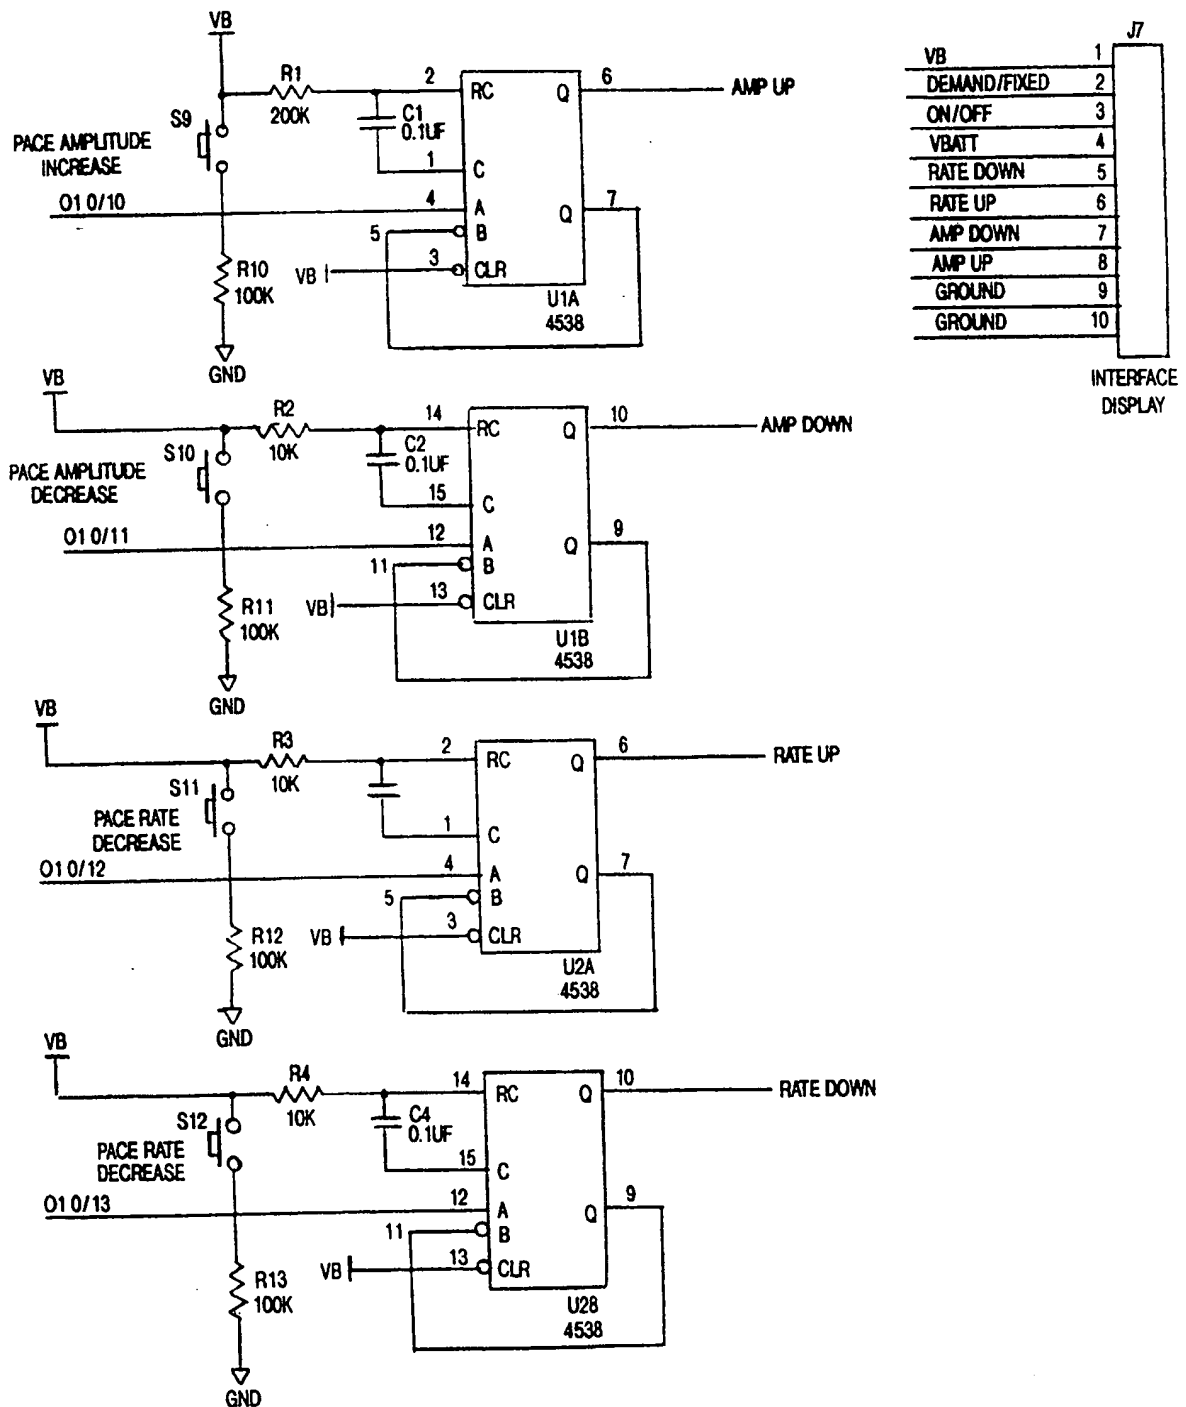 VB
R1
200K
2
RC
Q
6
AMP UP
C1
0.1UF
S9
PACE AMPLITUDE
INCREASE
1
C
O1 0/10
4
A
Q
7
5
B
VB
3
CLR
R10
100K
U1A
4538
GND
J7
VB 1
DEMAND/FIXED 2
ON/OFF 3
VBATT 4
RATE DOWN 5
RATE UP 6
AMP DOWN 7
AMP UP 8
GROUND 9
GROUND 10
INTERFACE
DISPLAY
VB
R2
10K
14
RC
Q
10
AMP DOWN
C2
0.1UF
S10
PACE AMPLITUDE
DECREASE
15
C
O1 0/11
12
A
Q
9
11
B
VB
13
CLR
R11
100K
U1B
4538
GND
VB
R3
10K
2
RC
Q
6
RATE UP
S11
PACE RATE
DECREASE
1
C
O1 0/12
4
A
Q
7
5
B
VB
3
CLR
R12
100K
U2A
4538
GND
VB
R4
10K
14
RC
Q
10
RATE DOWN
C4
0.1UF
S12
PACE RATE
DECREASE
15
C
O1 0/13
12
A
Q
9
11
B
VB
13
CLR
R13
100K
U28
4538
GND